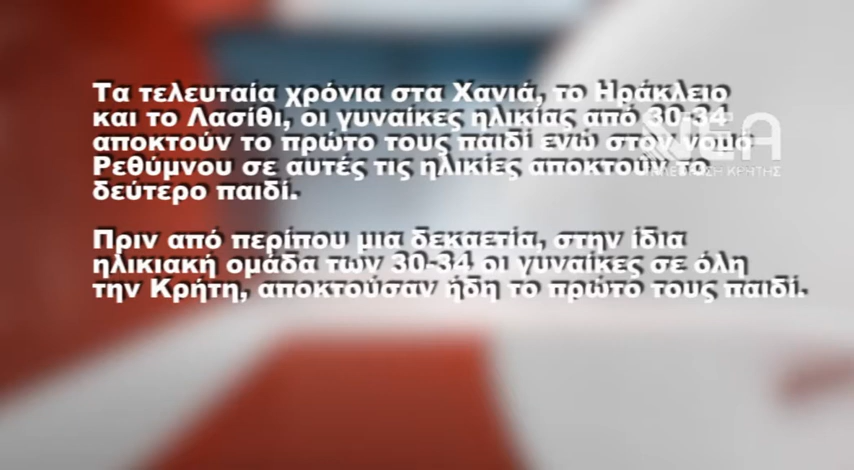 Τα τελευταία χρόνια στα Χανιά, το Ηράκλειο
και το Λασίθι, οι γυναίκες ηλικίας από 30-34
αποκτούν το πρώτο τους παιδί ενώ στον νομό
Ρεθύμνου σε αυτές τις ηλικίες αποκτούν το
δεύτερο παιδί.
Πριν από περίπου μια δεκαετία, στην ίδια
ηλικιακή ομάδα των 30-34 οι γυναίκες σε όλη
την Κρήτη, αποκτούσαν ήδη το πρώτο τους παιδί.
ΝΕΑ
ΤΗΛΕΟΡΑΣΗ ΚΡΗΤΗΣ